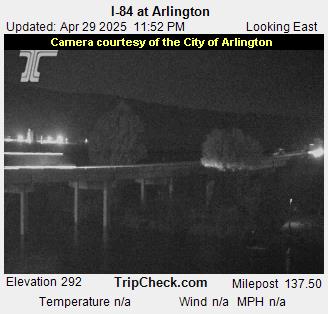 I-84 at Arlington
Updated: Apr 29 2025 11:52 PM Looking East
Camera courtesy of the City of Arlington
Elevation 292 TripCheck.com Milepost 137.50
Temperature n/a Wind n/a MPH n/a